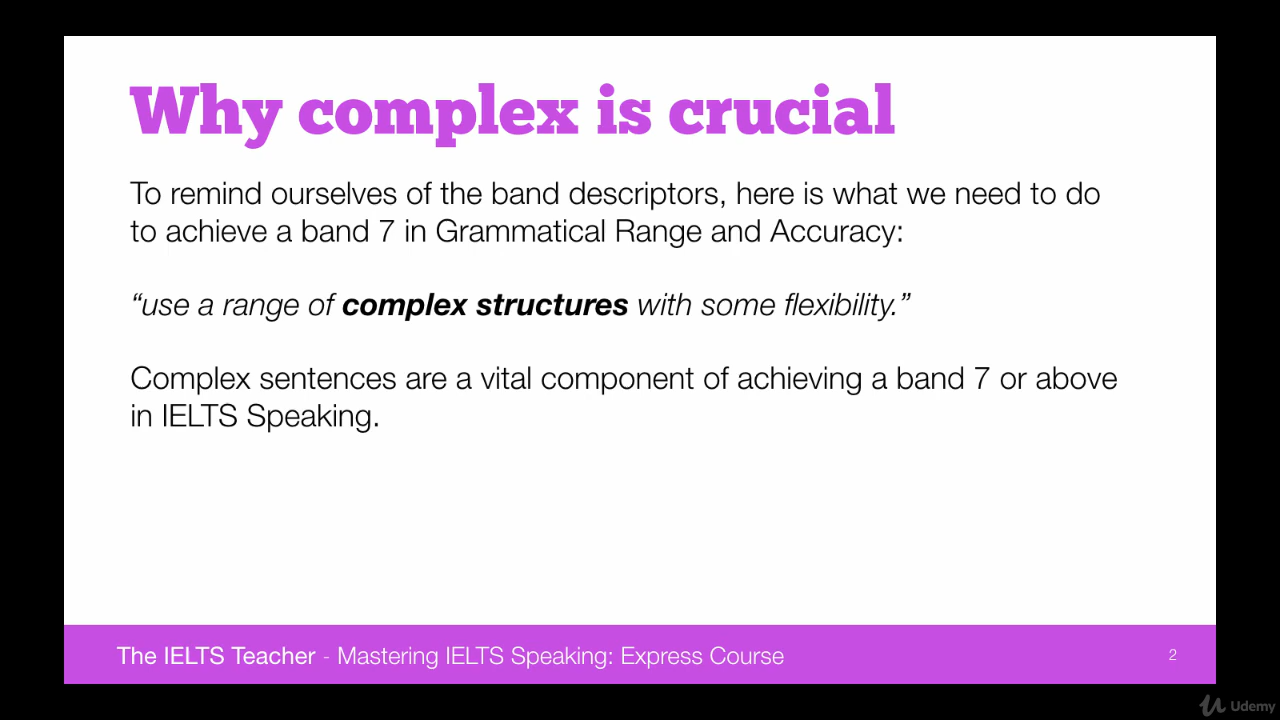 Why complex is crucial
To remind ourselves of the band descriptors, here is what we need to do
to achieve a band 7 in Grammatical Range and Accuracy:
“use a range of complex structures with some flexibility.”
Complex sentences are a vital component of achieving a band 7 or above
in IELTS Speaking.
The IELTS Teacher - Mastering IELTS Speaking: Express Course
2
Udemy